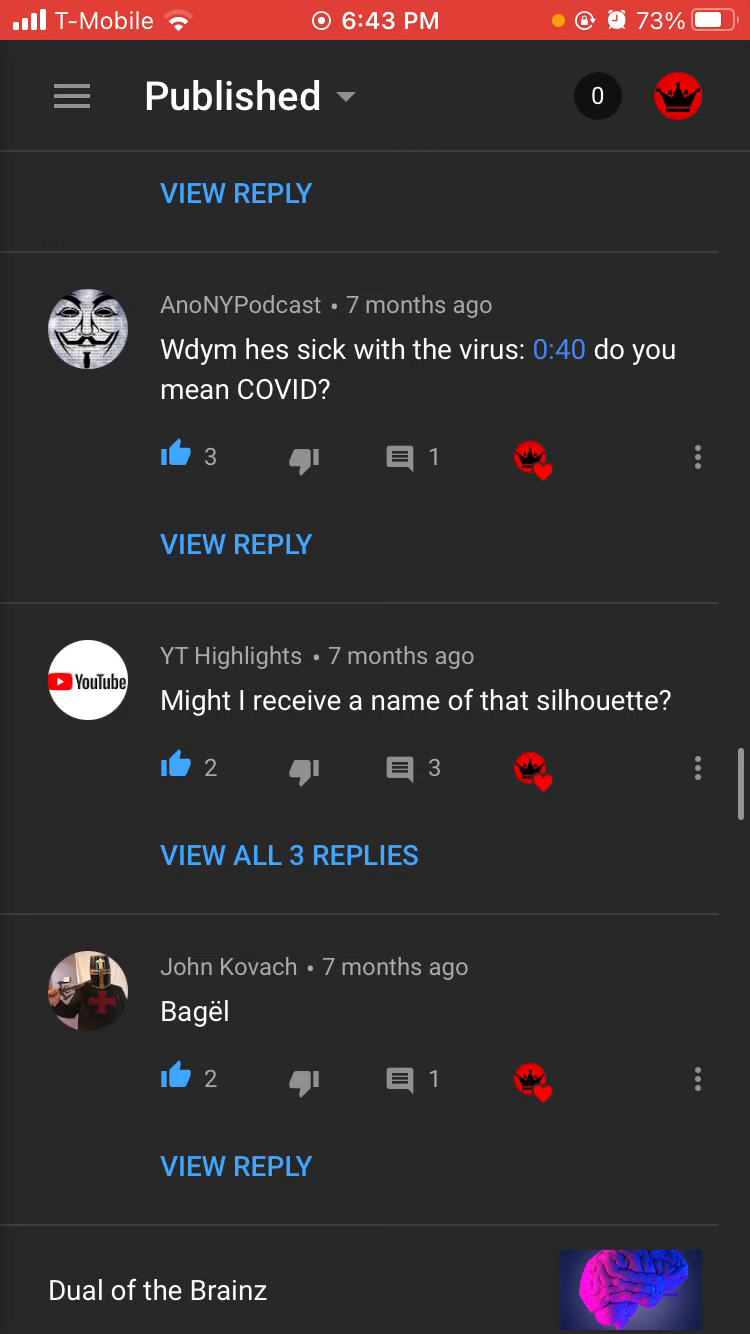 T-Mobile 6:43 PM 73%
Published 0
VIEW REPLY
AnoNYPodcast • 7 months ago
Wdym hes sick with the virus: 0:40 do you
mean COVID?
3 1
VIEW REPLY
YouTube
YT Highlights • 7 months ago
Might I receive a name of that silhouette?
2 3
VIEW ALL 3 REPLIES
John Kovach • 7 months ago
Bagël
2 1
VIEW REPLY
Dual of the Brainz